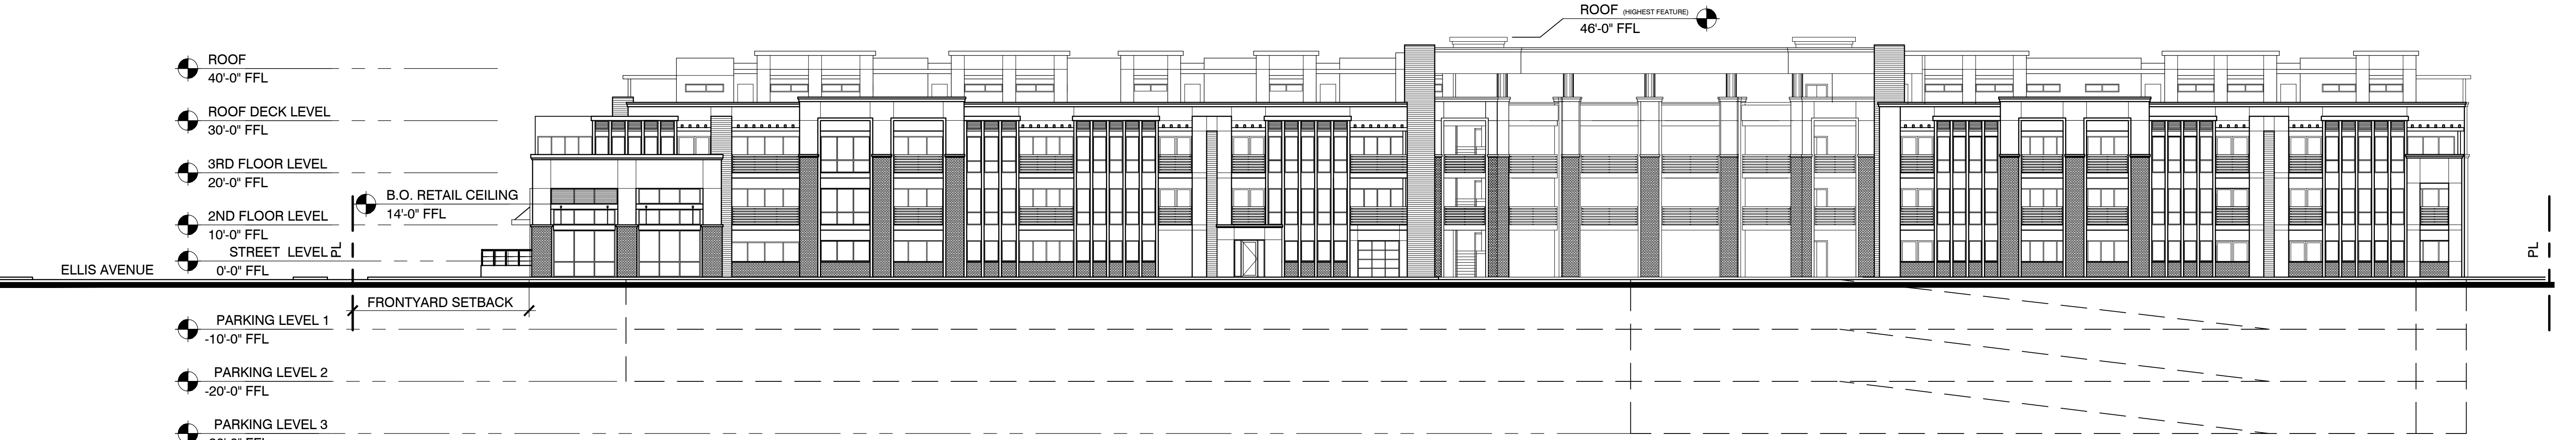 ROOF (HIGHEST FEATURE)
46'-0" FFL
ROOF
40'-0" FFL
ROOF DECK LEVEL
30'-0" FFL
3RD FLOOR LEVEL
20'-0" FFL
B.O. RETAIL CEILING
14'-0" FFL
2ND FLOOR LEVEL
10'-0" FFL
STREET LEVEL
0'-0" FFL
PL
ELLIS AVENUE
PL
FRONTYARD SETBACK
PARKING LEVEL 1
-10'-0" FFL
PARKING LEVEL 2
-20'-0" FFL
PARKING LEVEL 3